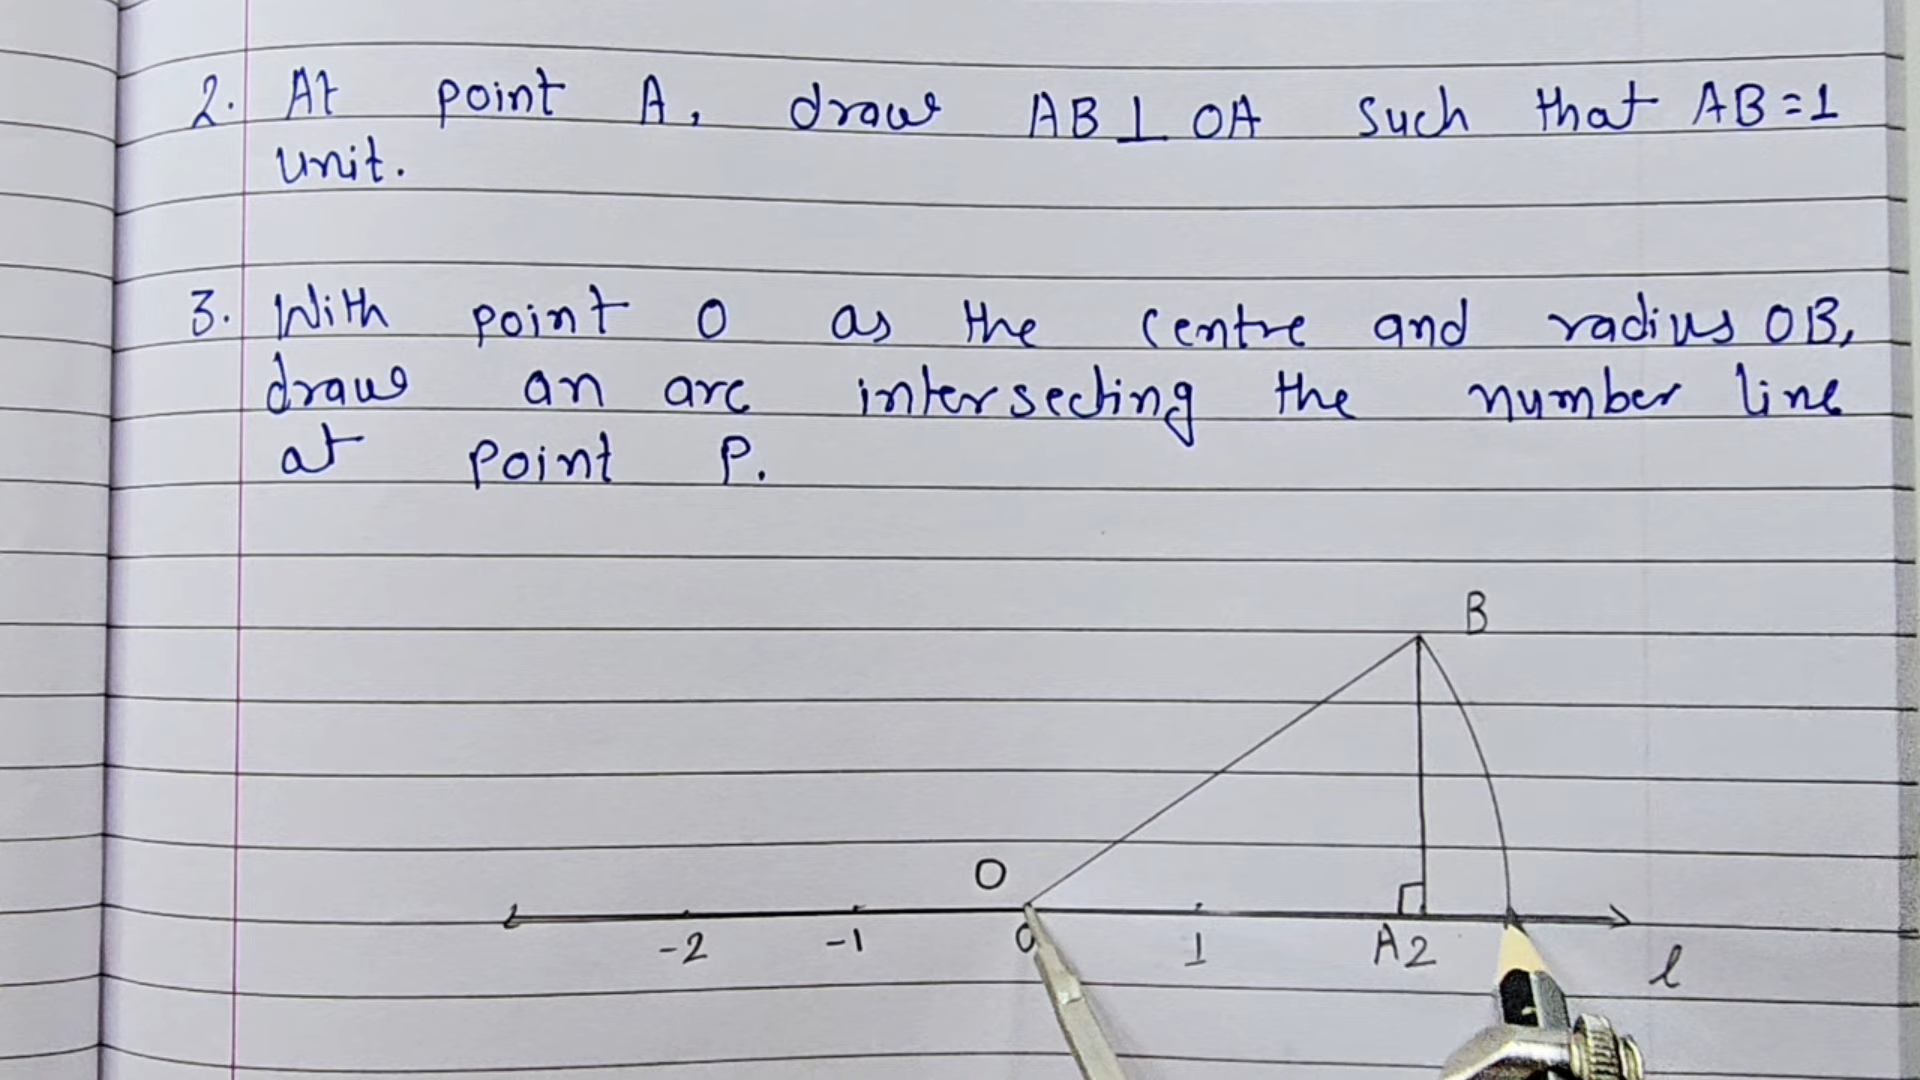 2. At point A, draw AB ⊥ OA such that AB = 1
unit.
3. With point O as the centre and radius OB,
draw an arc intersecting the number line
at point P.
B
O
-2 -1 0 1 A 2 l